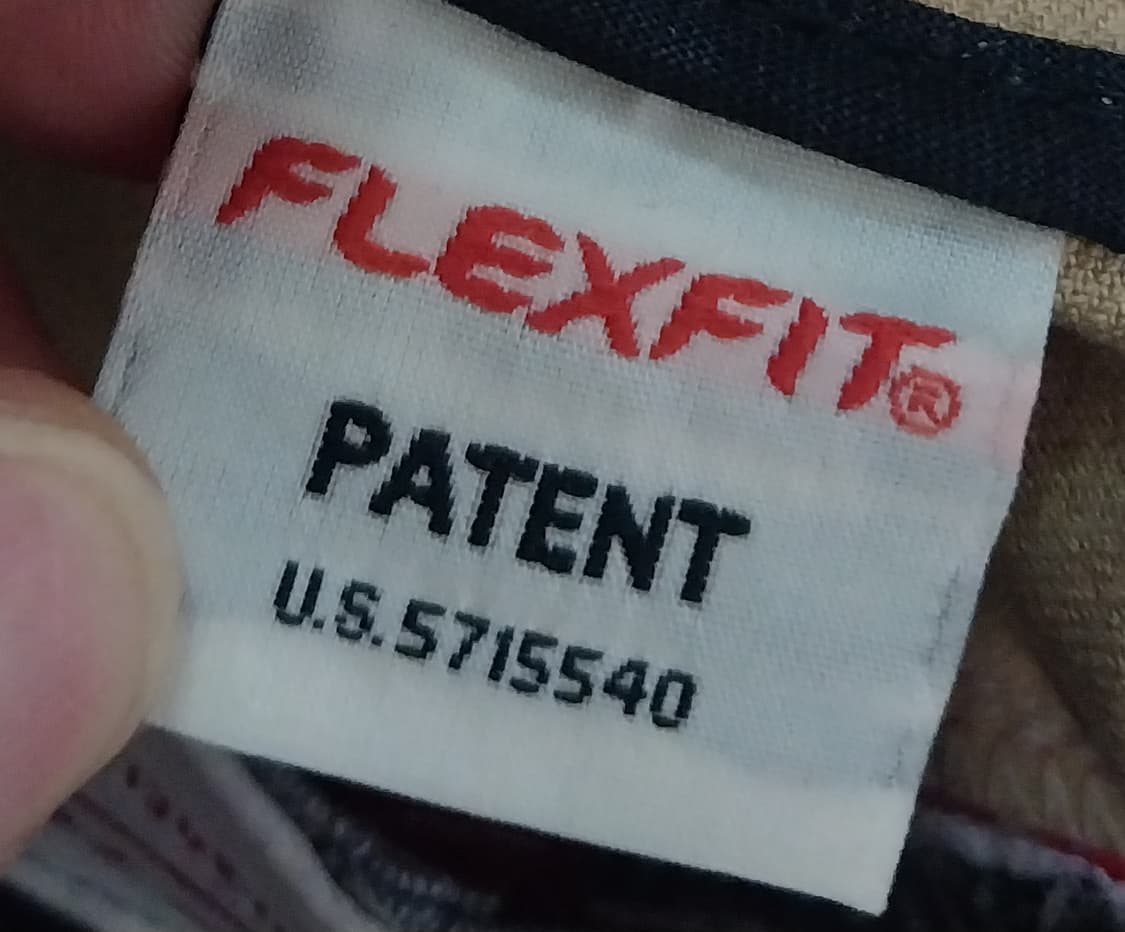 FLEXFIT®
PATENT
U.S. 5715540